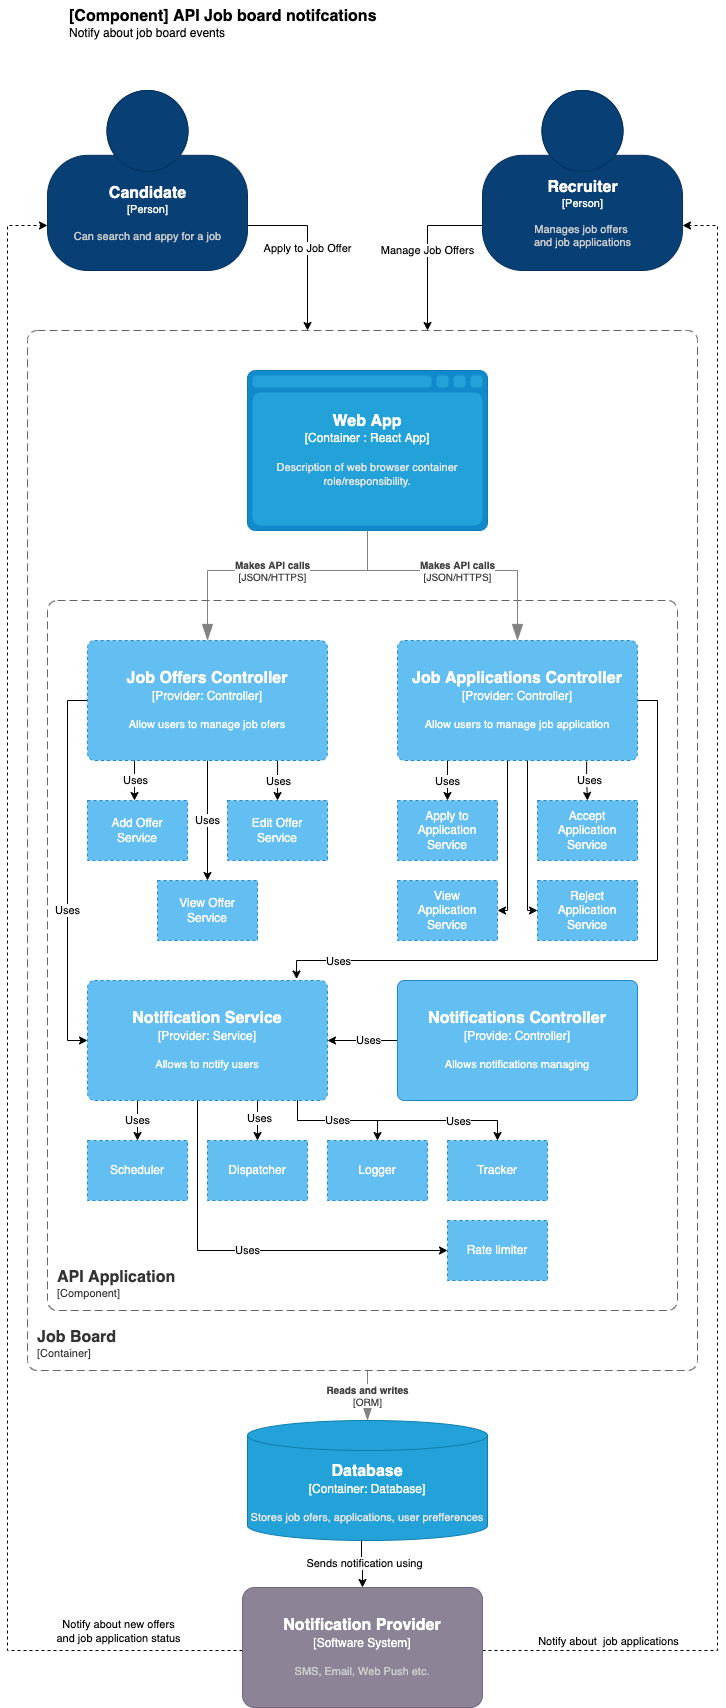 [Component] API Job board notifcations
Notify about job board events
Candidate
[Person]
Can search and appy for a job
Recruiter
[Person]
Manages job offers
and job applications
Apply to Job Offer
Manage Job Offers
Web App
[Container : React App]
Description of web browser container
role/responsibility.
Makes API calls
[JSON/HTTPS]
Makes API calls
[JSON/HTTPS]
Job Offers Controller
[Provider: Controller]
Allow users to manage job ofers
Job Applications Controller
[Provider: Controller]
Allow users to manage job application
Uses
Uses
Uses
Uses
Uses
Add Offer
Service
Edit Offer
Service
View Offer
Service
Apply to
Application
Service
Accept
Application
Service
View
Application
Service
Reject
Application
Service
Uses
Uses
Notification Service
[Provider: Service]
Allows to notify users
Uses
Notifications Controller
[Provide: Controller]
Allows notifications managing
Uses
Uses
Uses
Uses
Scheduler
Dispatcher
Logger
Tracker
Uses
Rate limiter
API Application
[Component]
Job Board
[Container]
Reads and writes
[ORM]
Database
[Container: Database]
Stores job ofers, applications, user prefferences
Sends notification using
Notification Provider
[Software System]
SMS, Email, Web Push etc.
Notify about new offers
and job application status
Notify about  job applications